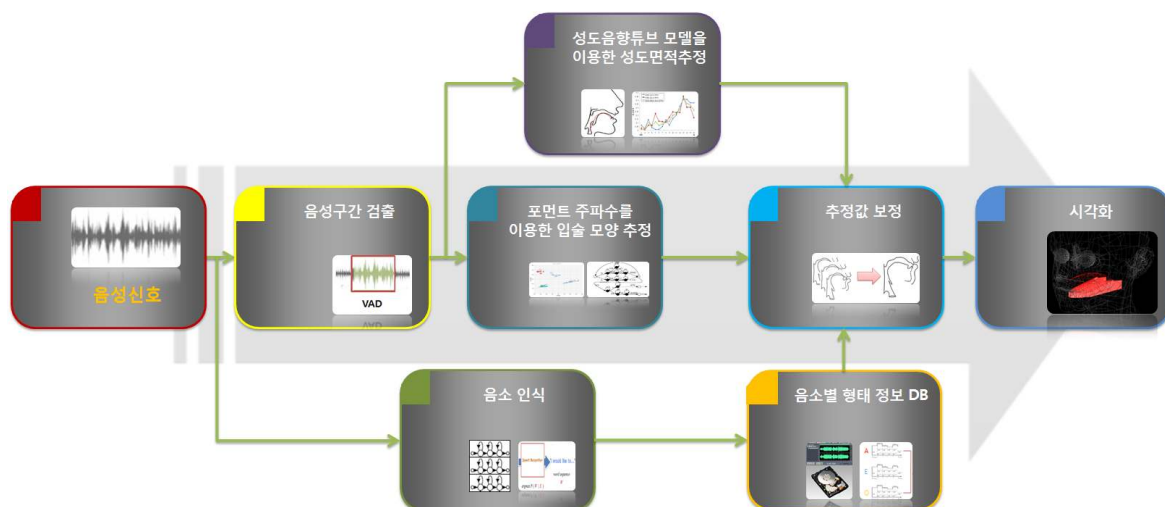 성도음향튜브 모델을
이용한 성도면적추정
음성신호
음성구간 검출
VAD
포먼트 주파수를
이용한 입술 모양 추정
추정값 보정
시각화
음소 인식
음소별 형태 정보 DB
A